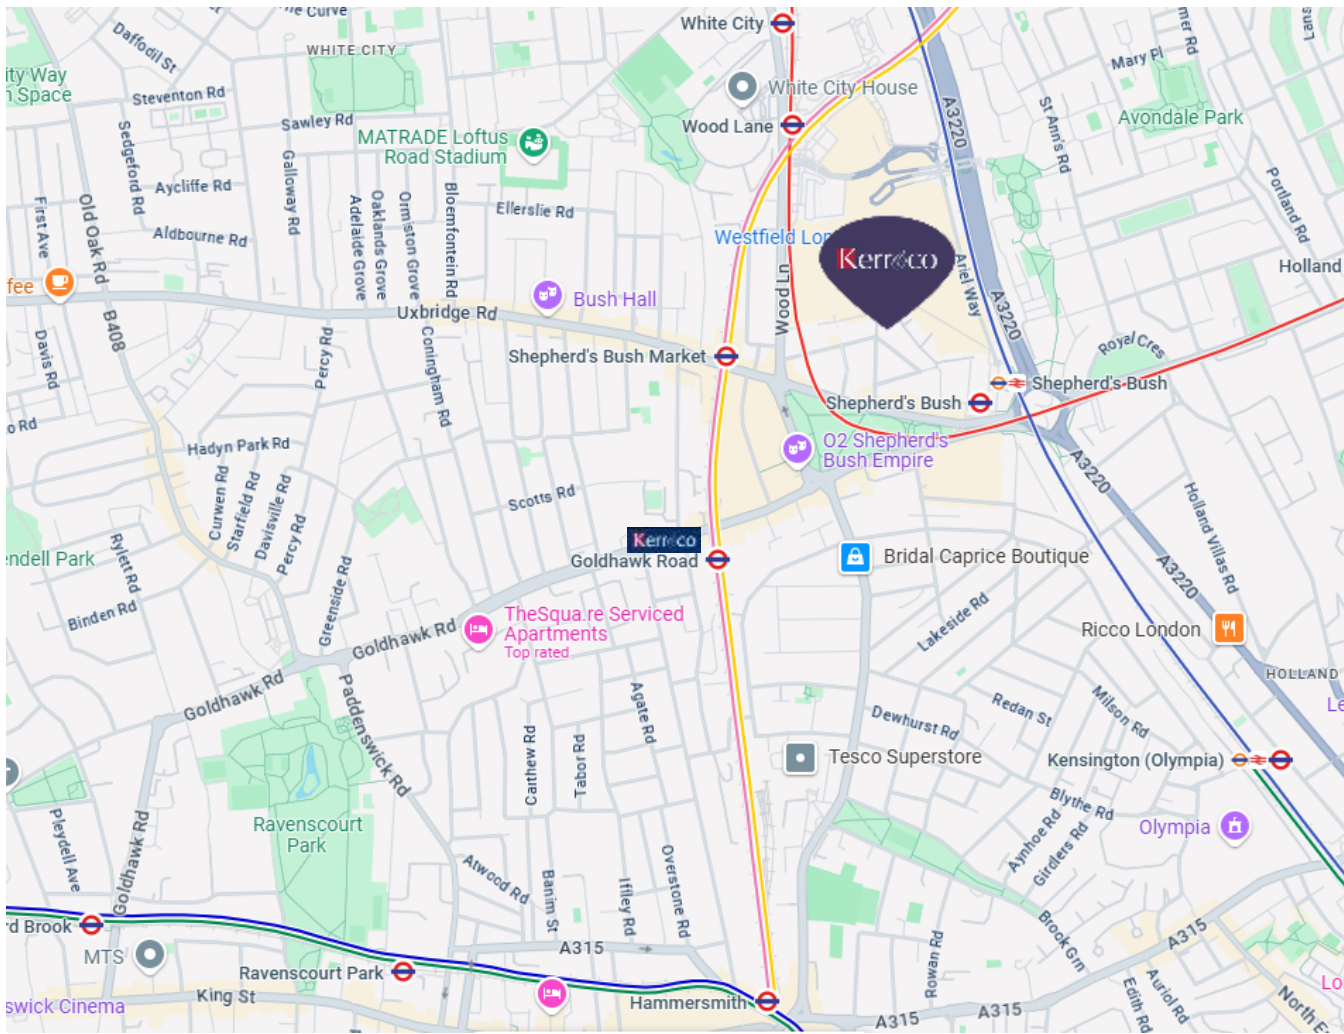 The Curve
White City
Daffodil St
WHITE CITY
Mary Pl
ity Way
n Space
White City House
Steventon Rd
A3220
St Ann's Rd
Avondale Park
Sawley Rd
Wood Lane
MATRADE Loftus
Road Stadium
Sedgeford Rd
Galloway Rd
Aycliffe Rd
Portland Rd
First Ave
Old Oak Rd
Adelaide Grove
Oaklands Grove
Ormiston Grove
Bloemfontein Rd
Ellerslie Rd
Aldbourne Rd
Westfield Lon
Kerr&co
Holland
Ariel Way
fee
Wood Ln
Bush Hall
A3220
B408
Uxbridge Rd
Davis Rd
Percy Rd
Coningham Rd
Shepherd's Bush Market
Royal Cres
Shepherd's Bush
Shepherd's Bush
o Rd
Hadyn Park Rd
O2 Shepherd's
Bush Empire
A3220
Curwen Rd
Starfield Rd
Davisville Rd
Percy Rd
Scotts Rd
Holland Villas Rd
Kerr&co
Goldhawk Road
Bridal Caprice Boutique
endell Park
Rylett Rd
A3220
Binden Rd
Greenside Rd
Lakeside Rd
TheSqua.re Serviced
Apartments
Top rated
Goldhawk Rd
Ricco London
HOLLAND
Goldhawk Rd
Paddenswick Rd
Agate Rd
Redan St
Milson Rd
Le
Dewhurst Rd
Caithew Rd
Tabor Rd
Tesco Superstore
Kensington (Olympia)
Pleydell Ave
Goldhawk Rd
Ravenscourt
Park
Blythe Rd
Aynhoe Rd
Girdlers Rd
Olympia
Atwood Rd
Banim St
Iffley Rd
Overstone Rd
rd Brook
Brook Grn
A315
A315
MTS
Rowan Rd
Ravenscourt Park
Hammersmith
King St
swick Cinema
A315
A315
Edith Rd
Auriol Rd
North E
Lo